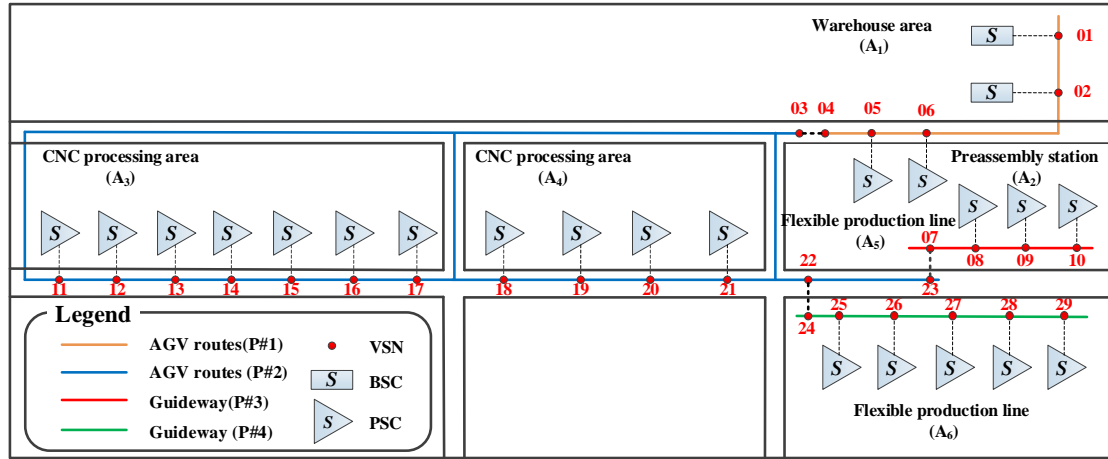 Warehouse area
(A1)
S
01
S
02
03
04
05
06
CNC processing area
(A3)
CNC processing area
(A4)
Preassembly station
(A2)
S
S
S
S
S
Flexible production line
(A5)
S
S
S
S
S
S
S
S
S
S
S
07
08
09
10
11
12
13
14
15
16
17
18
19
20
21
22
23
24
25
26
27
28
29
S
S
S
S
S
Flexible production line
(A6)
Legend
AGV routes(P#1)
VSN
AGV routes (P#2)
S
BSC
Guideway(P#3)
S
PSC
Guideway (P#4)